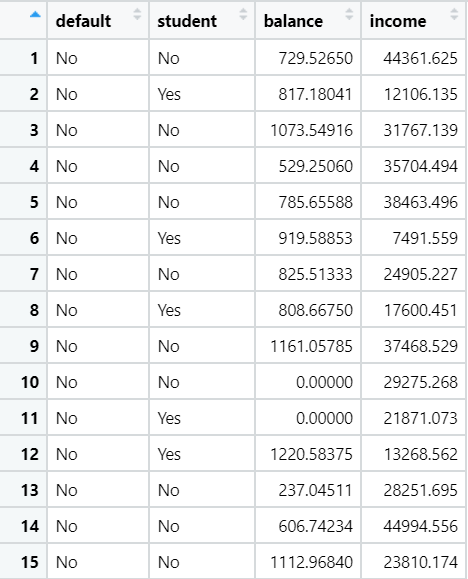 default student balance income
1 No No 729.52650 44361.625
2 No Yes 817.18041 12106.135
3 No No 1073.54916 31767.139
4 No No 529.25060 35704.494
5 No No 785.65588 38463.496
6 No Yes 919.58853 7491.559
7 No No 825.51333 24905.227
8 No Yes 808.66750 17600.451
9 No No 1161.05785 37468.529
10 No No 0.00000 29275.268
11 No Yes 0.00000 21871.073
12 No Yes 1220.58375 13268.562
13 No No 237.04511 28251.695
14 No No 606.74234 44994.556
15 No No 1112.96840 23810.174